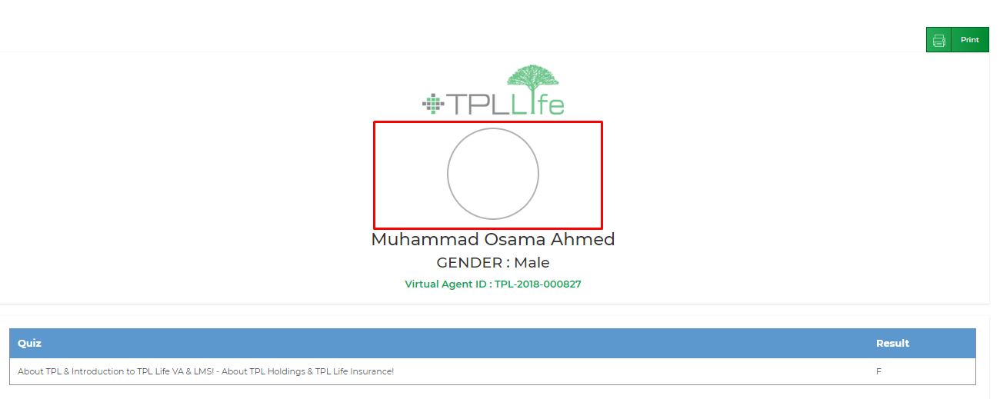 Print
TPL Life
Muhammad Osama Ahmed
GENDER : Male
Virtual Agent ID : TPL-2018-000827
Quiz Result
About TPL & Introduction to TPL Life VA & LMS! - About TPL Holdings & TPL Life Insurance! F